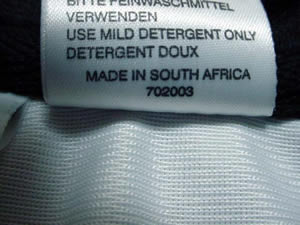 BITTE FEINWASCHMITTEL
VERWENDEN
USE MILD DETERGENT ONLY
DETERGENT DOUX
MADE IN SOUTH AFRICA
702003